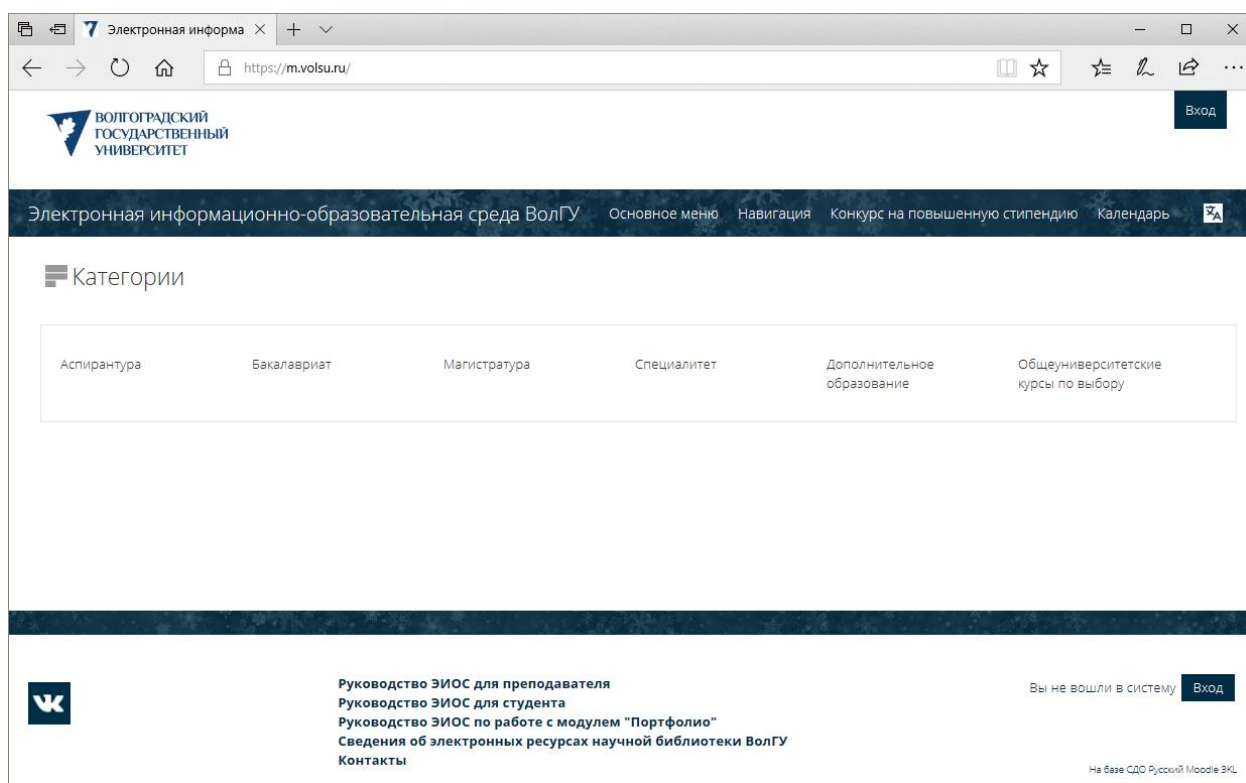 Электронная информа
https://m.volsu.ru/
ВОЛГОГРАДСКИЙ
ГОСУДАРСТВЕННЫЙ
УНИВЕРСИТЕТ
Вход
Электронная информационно-образовательная среда ВолГУ Основное меню Навигация Конкурс на повышенную стипендию Календарь
Категории
Аспирантура Бакалавриат Магистратура Специалитет Дополнительное образование Общеуниверситетские курсы по выбору
Руководство ЭИОС для преподавателя
Руководство ЭИОС для студента
Руководство ЭИОС по работе с модулем "Портфолио"
Сведения об электронных ресурсах научной библиотеки ВолГУ
Контакты
Вы не вошли в систему Вход
На базе СДО Русский Moodle 3KL